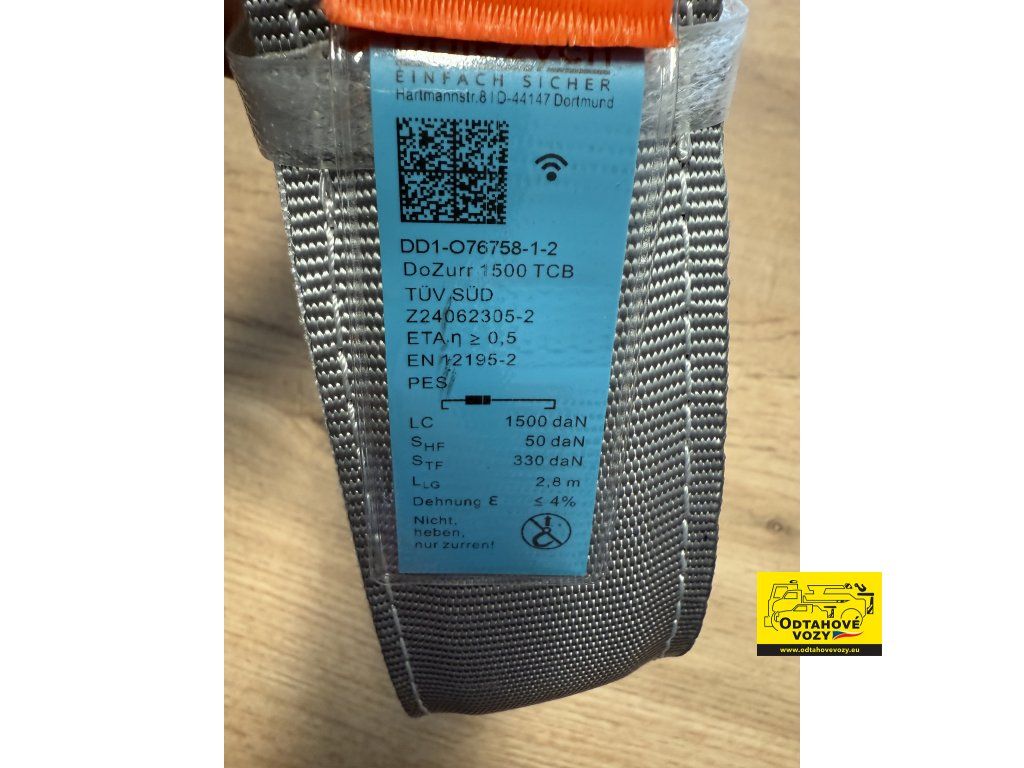 EINFACH SICHER
Hartmannstr.8 I D-44147 Dortmund
DD1-O76758-1-2
DoZurr 1500 TCB
TÜV SÜD
Z24062305-2
ETA η ≥ 0,5
EN 12195-2
PES
LC 1500 daN
SHF 50 daN
STF 330 daN
LLG 2,8 m
Dehnung ε ≤ 4%
Nicht,
heben,
nur zurren!
ODTAHOVÉ
VOZY
www.odtahovevozy.eu